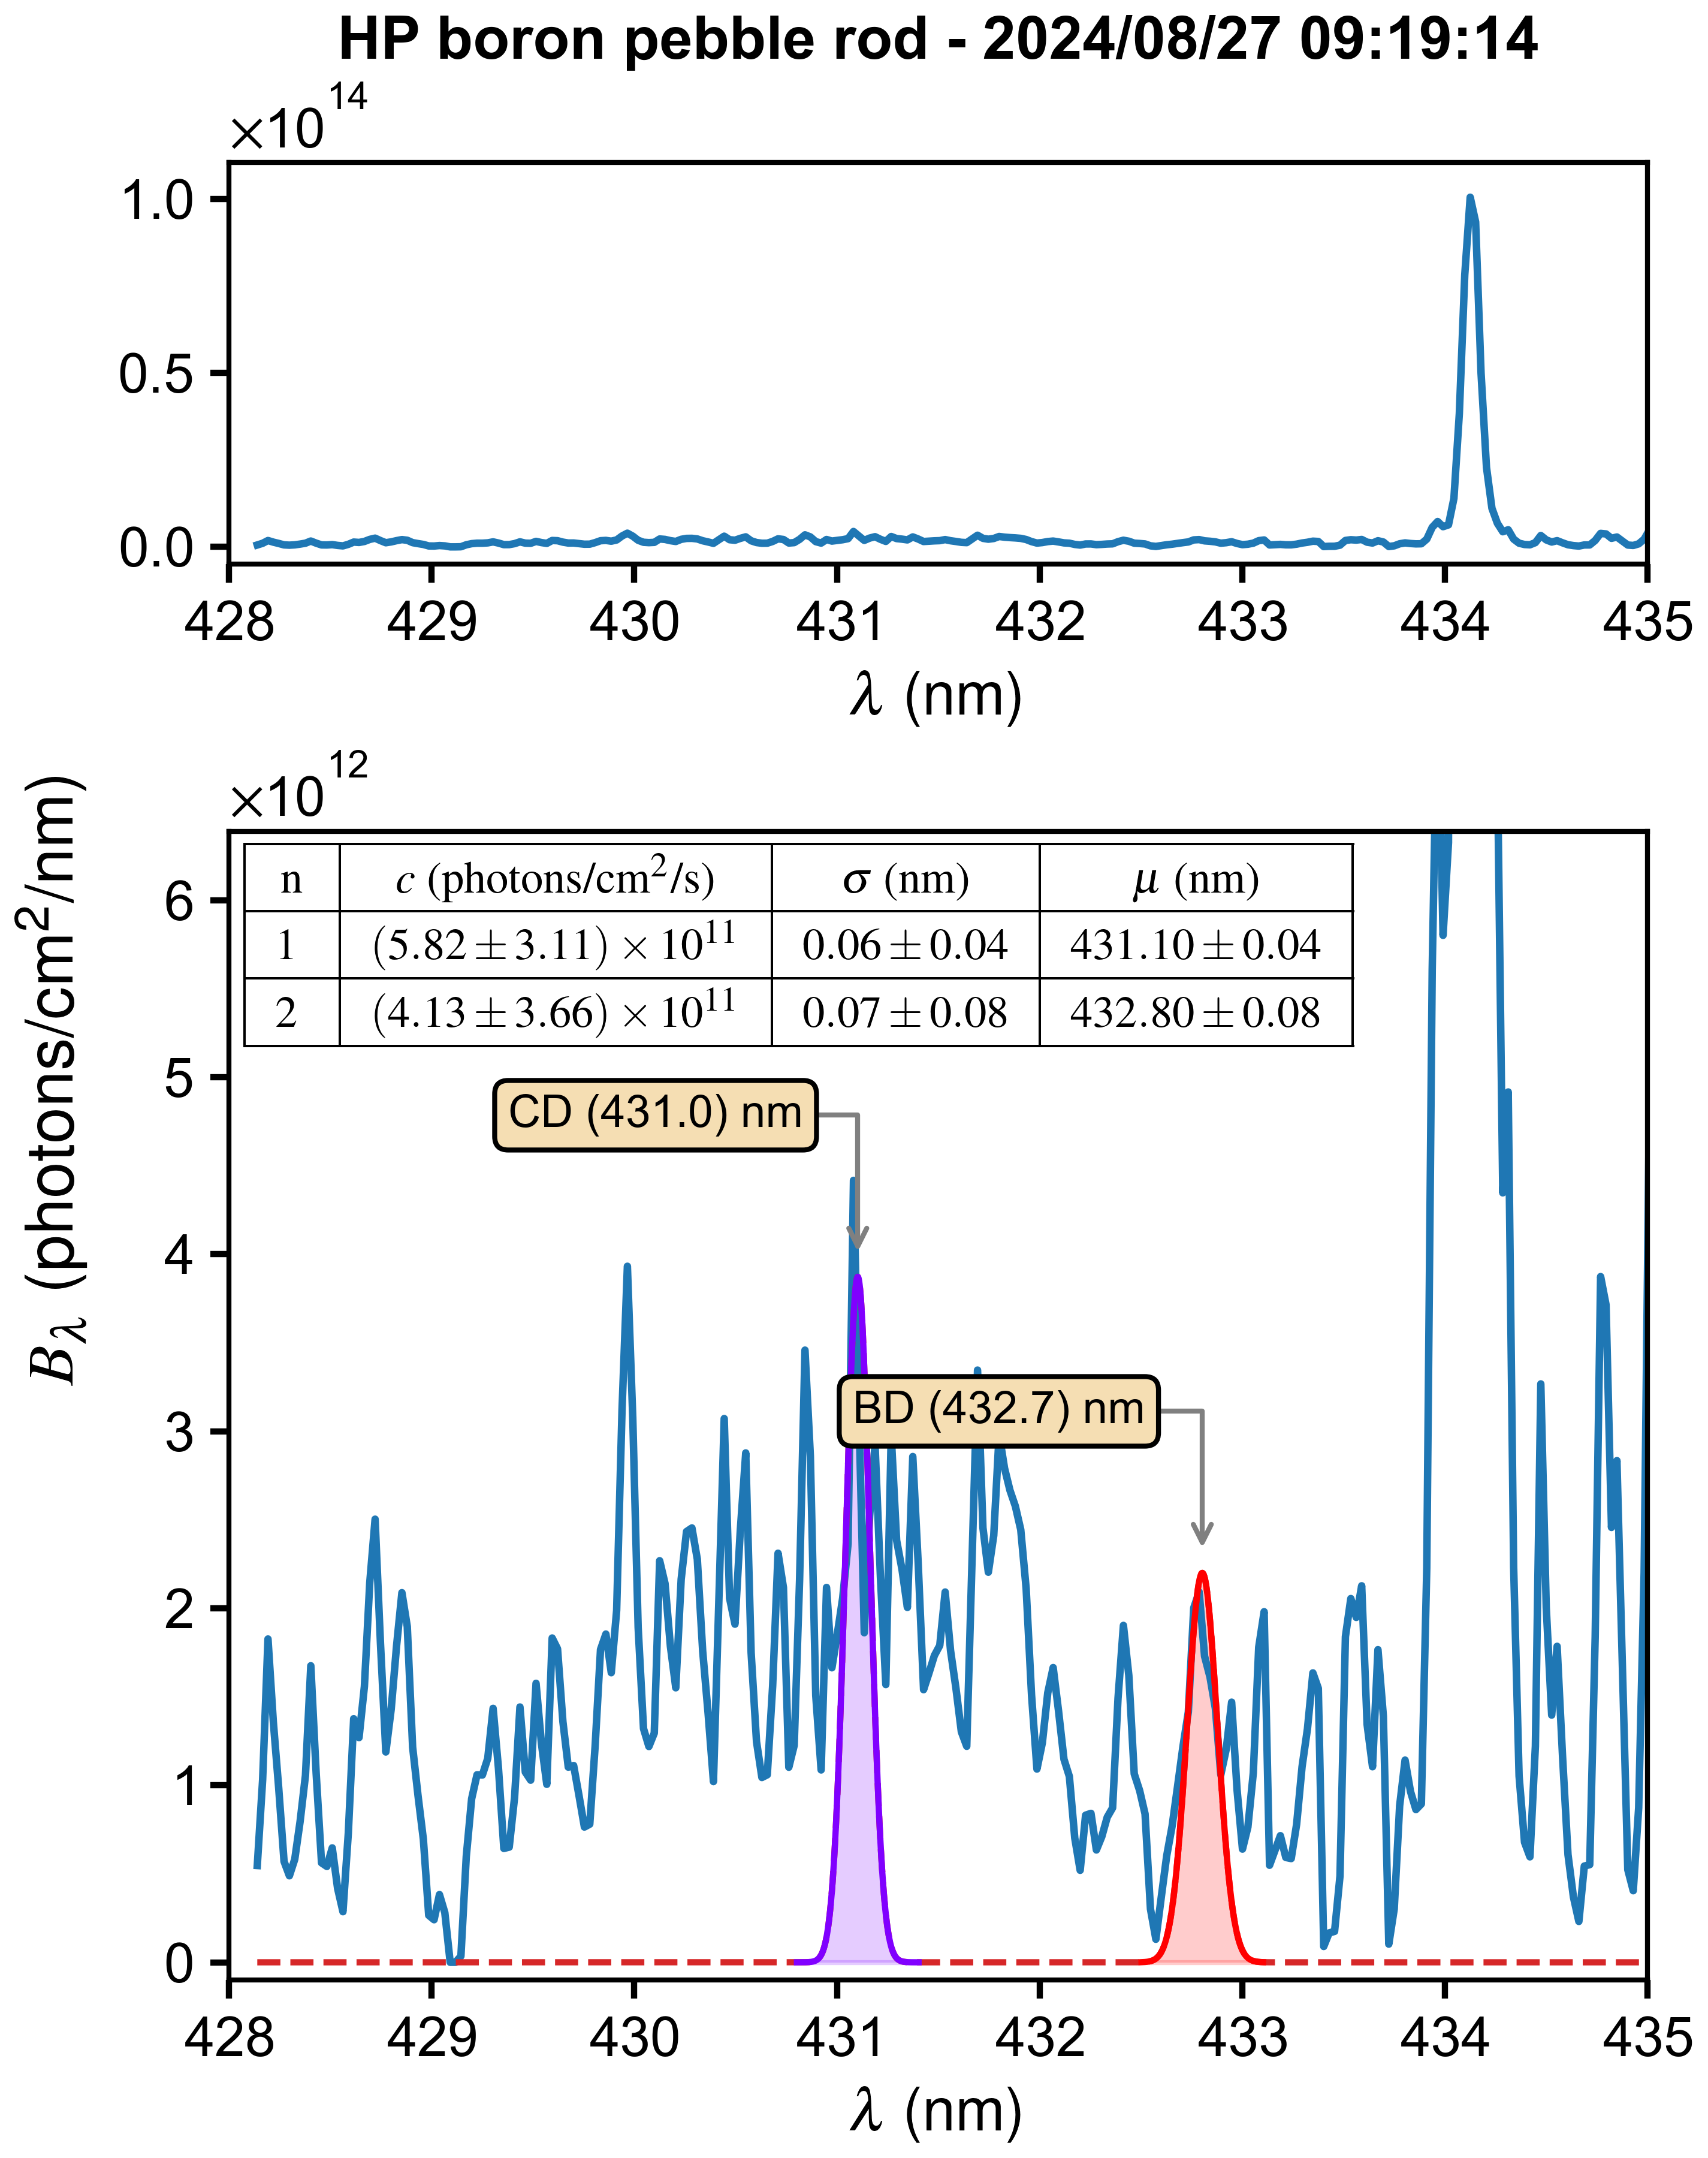 HP boron pebble rod - 2024/08/27 09:19:14
×10^14
1.0
0.5
0.0
428 429 430 431 432 433 434 435
λ (nm)
×10^12
B_λ (photons/cm²/nm)
n c (photons/cm²/s) σ (nm) μ (nm)
1 (5.82 ± 3.11) × 10^11 0.06 ± 0.04 431.10 ± 0.04
2 (4.13 ± 3.66) × 10^11 0.07 ± 0.08 432.80 ± 0.08
6
5
CD (431.0) nm
4
BD (432.7) nm
3
2
1
0
428 429 430 431 432 433 434 435
λ (nm)